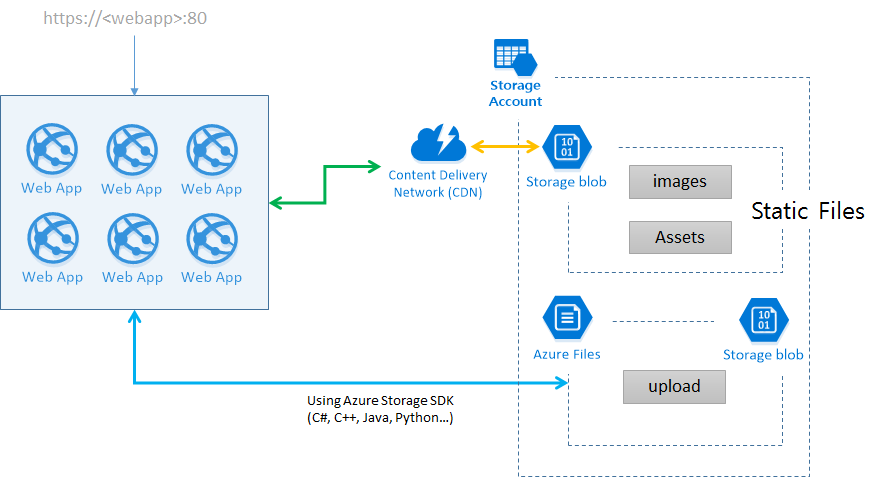 https://<webapp>:80
Storage
Account
Web App
Web App
Web App
Web App
Web App
Web App
Content Delivery
Network (CDN)
10
01
Storage blob
images
Assets
Static Files
Azure Files
10
01
Storage blob
upload
Using Azure Storage SDK
(C#, C++, Java, Python...)